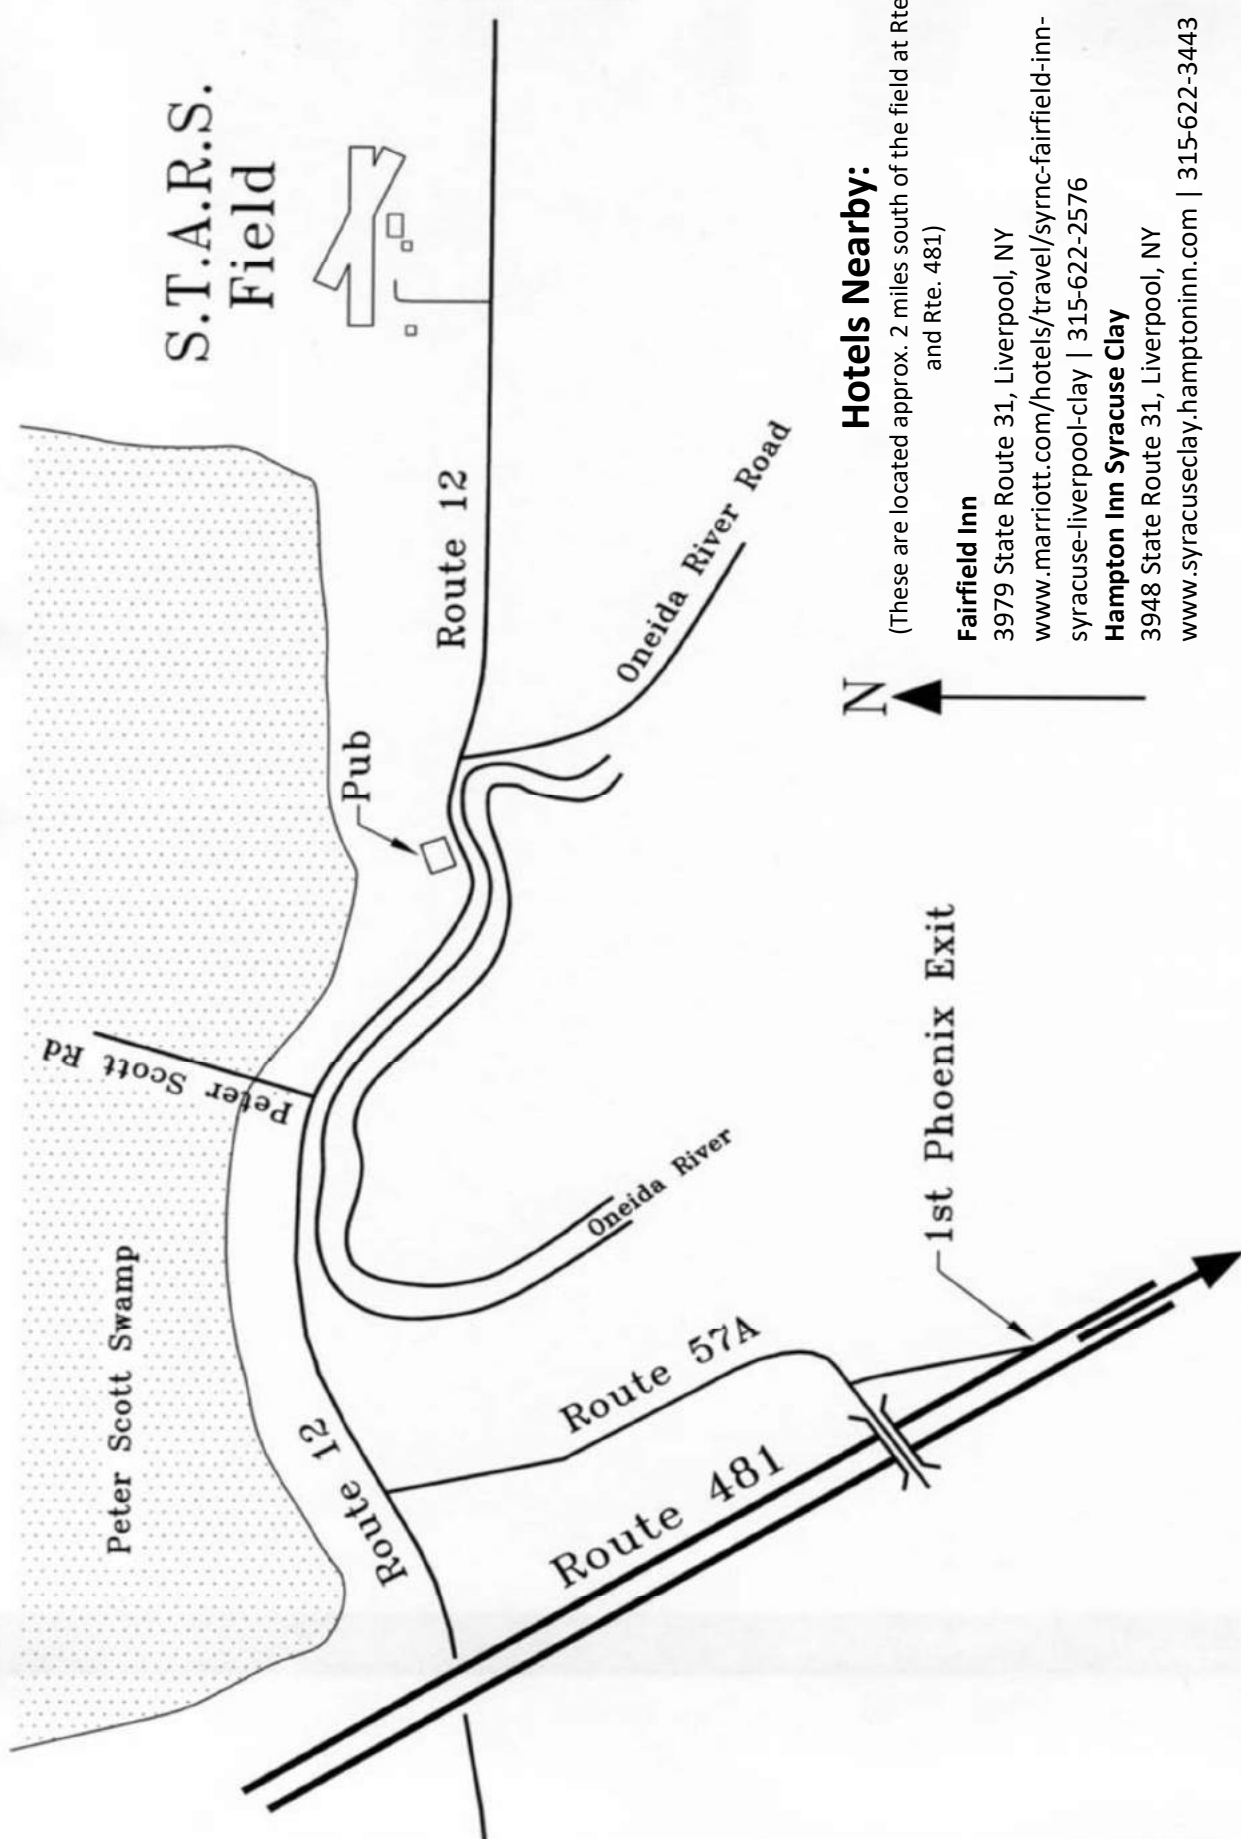 S.T.A.R.S.
Field
Peter Scott Swamp
Peter Scott Rd
Pub
Route 12
Route 12
Oneida River Road
Oneida River
Route 57A
Route 481
1st Phoenix Exit
N
Hotels Nearby:
(These are located approx. 2 miles south of the field at Rte
and Rte. 481)
Fairfield Inn
3979 State Route 31, Liverpool, NY
www.marriott.com/hotels/travel/syrnc-fairfield-inn-
syracuse-liverpool-clay | 315-622-2576
Hampton Inn Syracuse Clay
3948 State Route 31, Liverpool, NY
www.syracuseclay.hamptoninn.com | 315-622-3443